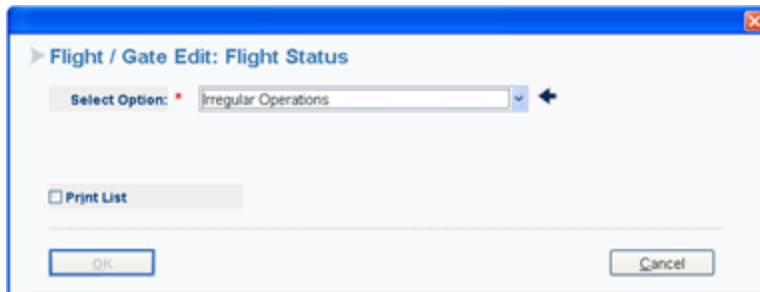 Flight / Gate Edit: Flight Status
Select Option: * Irregular Operations
Print List
OK Cancel